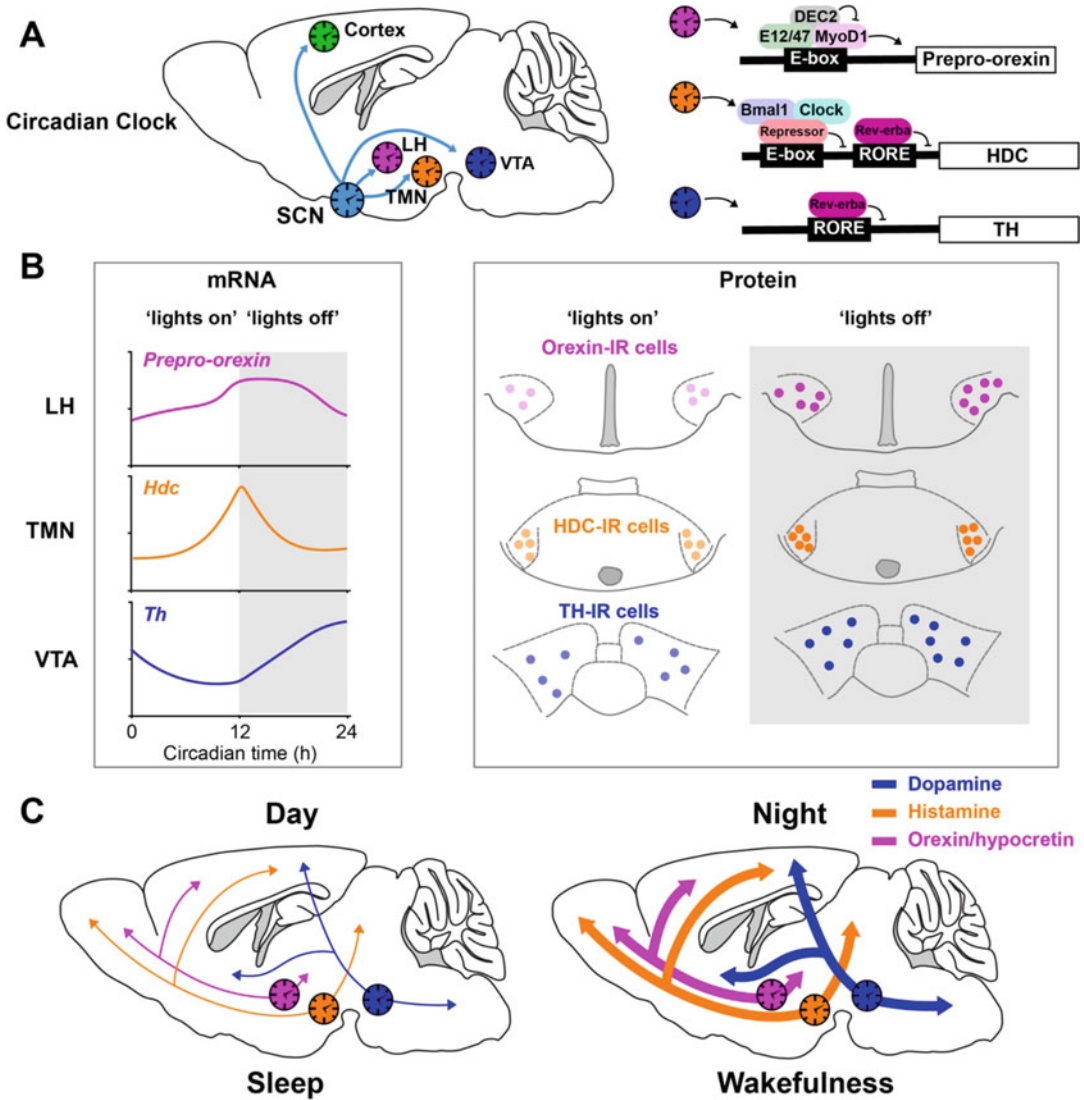 A
Cortex
Circadian Clock
LH
VTA
TMN
SCN
DEC2
E12/47 MyoD1
E-box
Prepro-orexin
Bmal1 Clock
Repressor
Rev-erba
E-box
RORE
HDC
Rev-erba
RORE
TH
B
mRNA
'lights on' 'lights off'
Prepro-orexin
LH
Hdc
TMN
Th
VTA
0 12 24
Circadian time (h)
Protein
'lights on' 'lights off'
Orexin-IR cells
HDC-IR cells
TH-IR cells
C
Day
Night
Dopamine
Histamine
Orexin/hypocretin
Sleep
Wakefulness